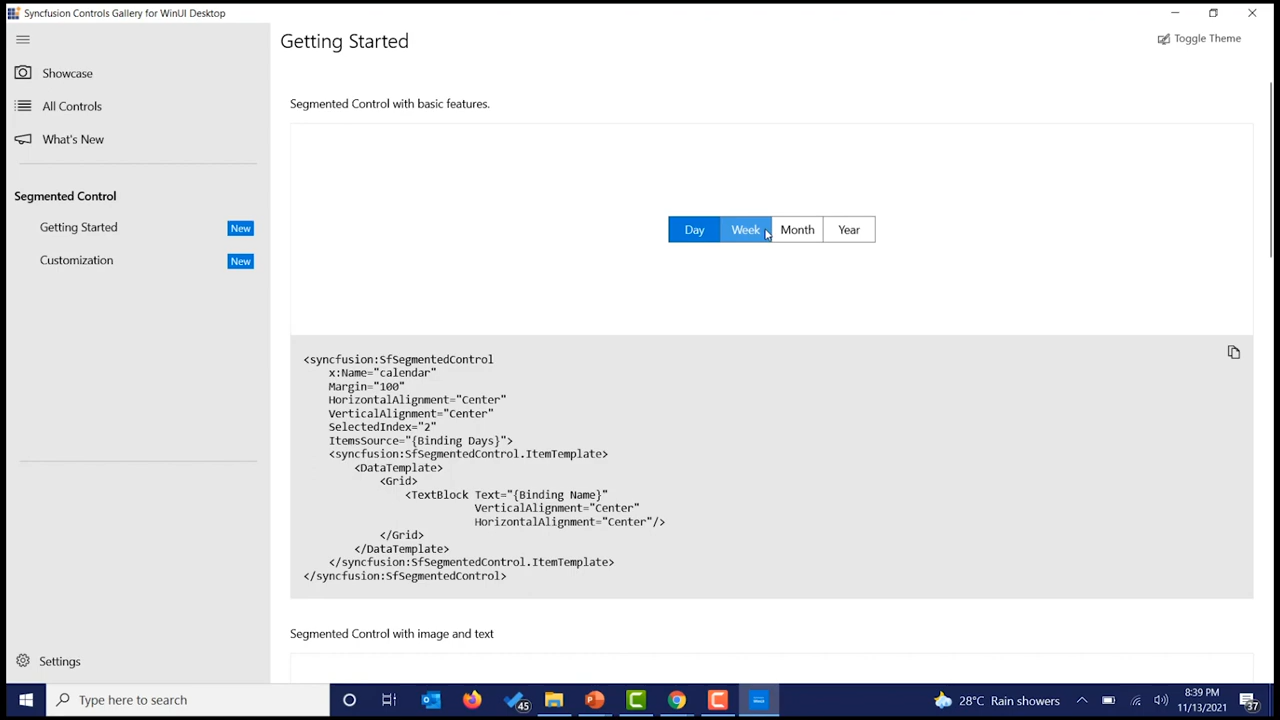 Syncfusion Controls Gallery for WinUI Desktop
Getting Started
Toggle Theme
Showcase
All Controls
What's New
Segmented Control
Getting Started New
Customization New
Settings
Segmented Control with basic features.
Day Week Month Year
<syncfusion:SfSegmentedControl
x:Name="calendar"
Margin="100"
HorizontalAlignment="Center"
VerticalAlignment="Center"
SelectedIndex="2"
ItemsSource="{Binding Days}">
<syncfusion:SfSegmentedControl.ItemTemplate>
<DataTemplate>
<Grid>
<TextBlock Text="{Binding Name}"
VerticalAlignment="Center"
HorizontalAlignment="Center"/>
</Grid>
</DataTemplate>
</syncfusion:SfSegmentedControl.ItemTemplate>
</syncfusion:SfSegmentedControl>
Segmented Control with image and text
Type here to search
45
28°C Rain showers
8:39 PM
11/13/2021
37